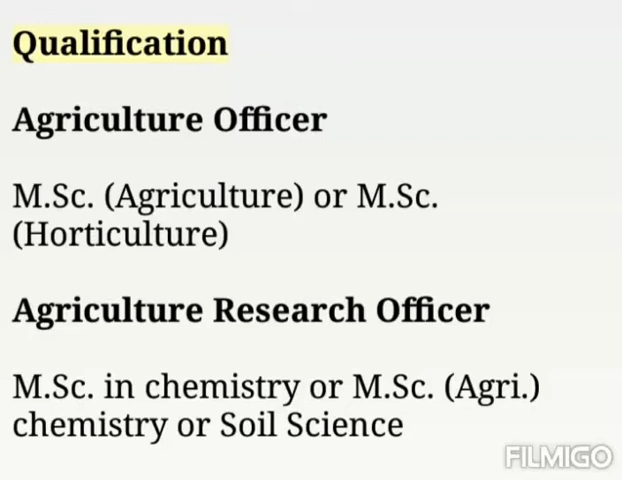 Qualification
Agriculture Officer
M.Sc. (Agriculture) or M.Sc.
(Horticulture)
Agriculture Research Officer
M.Sc. in chemistry or M.Sc. (Agri.)
chemistry or Soil Science
FILMIGO